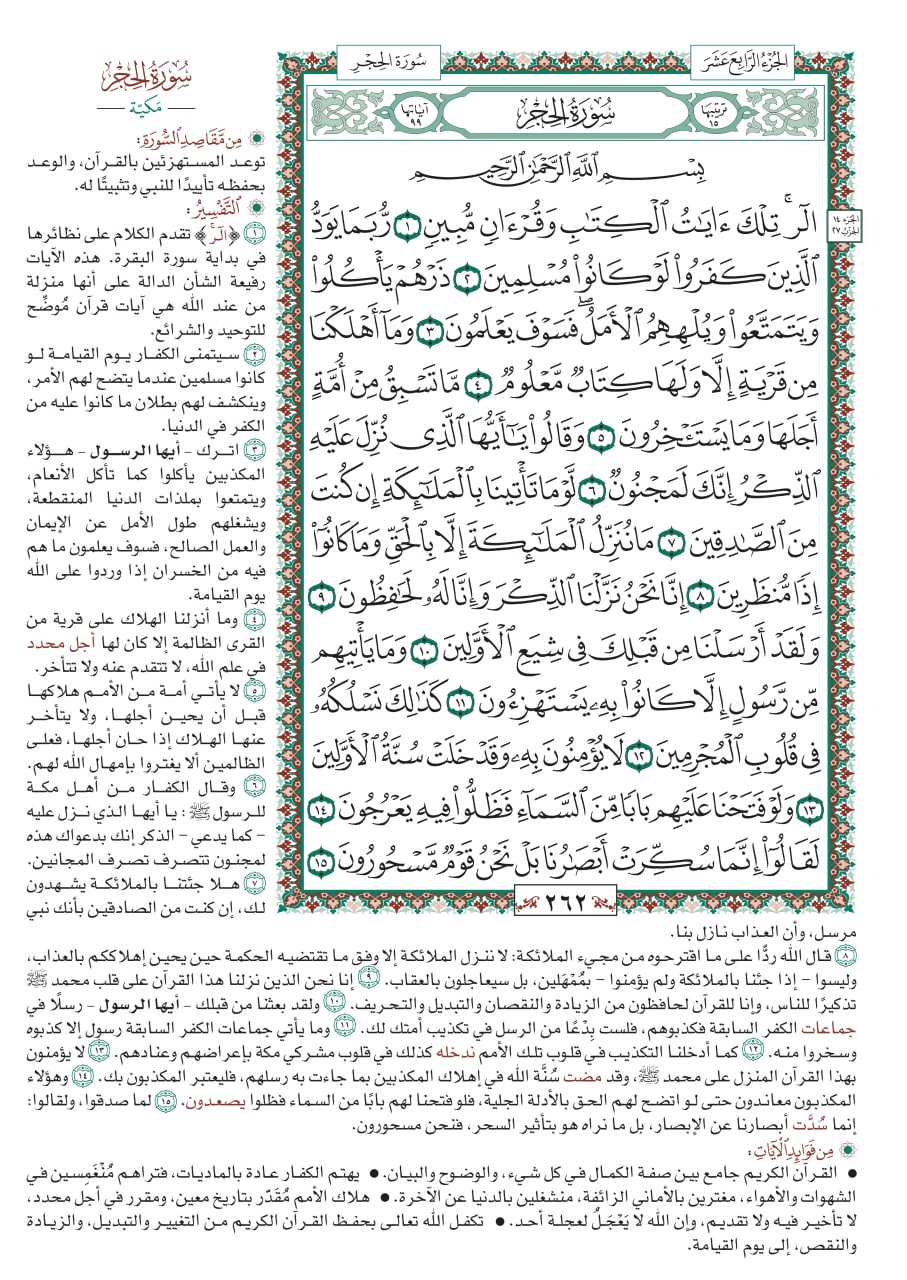 الجُزْءُ الرَّابِعَ عَشَرَ
سُورَةُ الحِجْرِ
سُورَةُ الحِجْرِ
مَكيّة
ترتيبها ١٥
سُورَةُ الحِجْرِ
آياتها ٩٩
الجزء ١٤
الحزب ٢٧
بِسْمِ ٱللَّهِ ٱلرَّحْمَٰنِ ٱلرَّحِيمِ
الٓرۚ تِلْكَ ءَايَٰتُ ٱلْكِتَٰبِ وَقُرْءَانٖ مُّبِينٖ ١ رُّبَمَا يَوَدُّ
ٱلَّذِينَ كَفَرُواْ لَوْ كَانُواْ مُسْلِمِينَ ٢ ذَرْهُمْ يَأْكُلُواْ
وَيَتَمَتَّعُواْ وَيُلْهِهِمُ ٱلْأَمَلُۖ فَسَوْفَ يَعْلَمُونَ ٣ وَمَآ أَهْلَكْنَا
مِن قَرْيَةٍ إِلَّا وَلَهَا كِتَابٞ مَّعْلُومٞ ٤ مَّا تَسْبِقُ مِنْ أُمَّةٍ
أَجَلَهَا وَمَا يَسْتَـْٔخِرُونَ ٥ وَقَالُواْ يَٰٓأَيُّهَا ٱلَّذِي نُزِّلَ عَلَيْهِ
ٱلذِّكْرُ إِنَّكَ لَمَجْنُونٞ ٦ لَّوْ مَا تَأْتِينَا بِٱلْمَلَٰٓئِكَةِ إِن كُنتَ
مِنَ ٱلصَّٰدِقِينَ ٧ مَا نُنَزِّلُ ٱلْمَلَٰٓئِكَةَ إِلَّا بِٱلْحَقِّ وَمَا كَانُوٓاْ
إِذٗا مُّنظَرِينَ ٨ إِنَّا نَحْنُ نَزَّلْنَا ٱلذِّكْرَ وَإِنَّا لَهُۥ لَحَٰفِظُونَ ٩
وَلَقَدْ أَرْسَلْنَا مِن قَبْلِكَ فِي شِيَعِ ٱلْأَوَّلِينَ ١٠ وَمَا يَأْتِيهِم
مِّن رَّسُولٍ إِلَّا كَانُواْ بِهِۦ يَسْتَهْزِءُونَ ١١ كَذَٰلِكَ نَسْلُكُهُۥ
فِي قُلُوبِ ٱلْمُجْرِمِينَ ١٢ لَا يُؤْمِنُونَ بِهِۦ وَقَدْ خَلَتْ سُنَّةُ ٱلْأَوَّلِينَ
١٣ وَلَوْ فَتَحْنَا عَلَيْهِم بَابٗا مِّنَ ٱلسَّمَآءِ فَظَلُّواْ فِيهِ يَعْرُجُونَ ١٤
لَقَالُوٓاْ إِنَّمَا سُكِّرَتْ أَبْصَٰرُنَا بَلْ نَحْنُ قَوْمٞ مَّسْحُورُونَ ١٥
٢٦٢
مِن مَّقَاصِدِ السُّورَةِ:
توعد المستهزئين بالقرآن، والوعد
بحفظه تأييدًا للنبي وتثبيتًا له.
التَّفْسِيرُ:
١ ﴿الٓر﴾ تقدم الكلام على نظائرها
في بداية سورة البقرة. هذه الآيات
رفيعة الشأن الدالة على أنها منزلة
من عند الله هي آيات قرآن مُوضِّح
للتوحيد والشرائع.
٢ سيتمنى الكفار يوم القيامة لو
كانوا مسلمين عندما يتضح لهم الأمر،
وينكشف لهم بطلان ما كانوا عليه من
الكفر في الدنيا.
٣ اترك - أيها الرسول - هؤلاء
المكذبين يأكلوا كما تأكل الأنعام،
ويتمتعوا بملذات الدنيا المنقطعة،
ويشغلهم طول الأمل عن الإيمان
والعمل الصالح، فسوف يعلمون ما هم
فيه من الخسران إذا وردوا على الله
يوم القيامة.
٤ وما أنزلنا الهلاك على قرية من
القرى الظالمة إلا كان لها أجل محدد
في علم الله، لا تتقدم عنه ولا تتأخر.
٥ لا يأتي أمة من الأمم هلاكها
قبل أن يحين أجلها، ولا يتأخر
عنها الهلاك إذا حان أجلها، فعلى
الظالمين ألا يغتروا بإمهال الله لهم.
٦ وقال الكفار من أهل مكة
للرسول ﷺ : يا أيها الذي نزل عليه
- كما يدعي - الذكر إنك بدعواك هذه
لمجنون تتصرف تصرف المجانين.
٧ هلا جئتنا بالملائكة يشهدون
لك، إن كنت من الصادقين بأنك نبي
مرسل، وأن العذاب نازل بنا.
٨ قال الله ردًّا على ما اقترحوه من مجيء الملائكة: لا ننزل الملائكة إلا وفق ما تقتضيه الحكمة حين يحين إهلاككم بالعذاب،
وليسوا - إذا جئنا بالملائكة ولم يؤمنوا - بمُمْهَلين، بل سيعاجلون بالعقاب. ٩ إنا نحن الذين نزلنا هذا القرآن على قلب محمد ﷺ
تذكيرًا للناس، وإنا للقرآن لحافظون من الزيادة والنقصان والتبديل والتحريف. ١٠ ولقد بعثنا من قبلك - أيها الرسول - رسلًا في
جماعات الكفر السابقة فكذبوهم، فلست بِدْعًا من الرسل في تكذيب أمتك لك. ١١ وما يأتي جماعات الكفر السابقة رسول إلا كذبوه
وسخروا منه. ١٢ كما أدخلنا التكذيب في قلوب تلك الأمم ندخله كذلك في قلوب مشركي مكة بإعراضهم وعنادهم. ١٣ لا يؤمنون
بهذا القرآن المنزل على محمد ﷺ، وقد مضت سُنَّة الله في إهلاك المكذبين بما جاءت به رسلهم، فليعتبر المكذبون بك. ١٤ وهؤلاء
المكذبون معاندون حتى لو اتضح لهم الحق بالأدلة الجلية، فلو فتحنا لهم بابًا من السماء فظلوا يصعدون. ١٥ لما صدقوا، ولقالوا:
إنما سُدَّت أبصارنا عن الإبصار، بل ما نراه هو بتأثير السحر، فنحن مسحورون.
مِن فَوَائِدِ الْآيَاتِ:
• القرآن الكريم جامع بين صفة الكمال في كل شيء، والوضوح والبيان. • يهتم الكفار عادة بالماديات، فتراهم مُنْغَمِسين في
الشهوات والأهواء، مغترين بالأماني الزائفة، منشغلين بالدنيا عن الآخرة. • هلاك الأمم مُقَدَّر بتاريخ معين، ومقرر في أجل محدد،
لا تأخير فيه ولا تقديم، وإن الله لا يَعْجَلُ لعجلة أحد. • تكفل الله تعالى بحفظ القرآن الكريم من التغيير والتبديل، والزيادة
والنقص، إلى يوم القيامة.